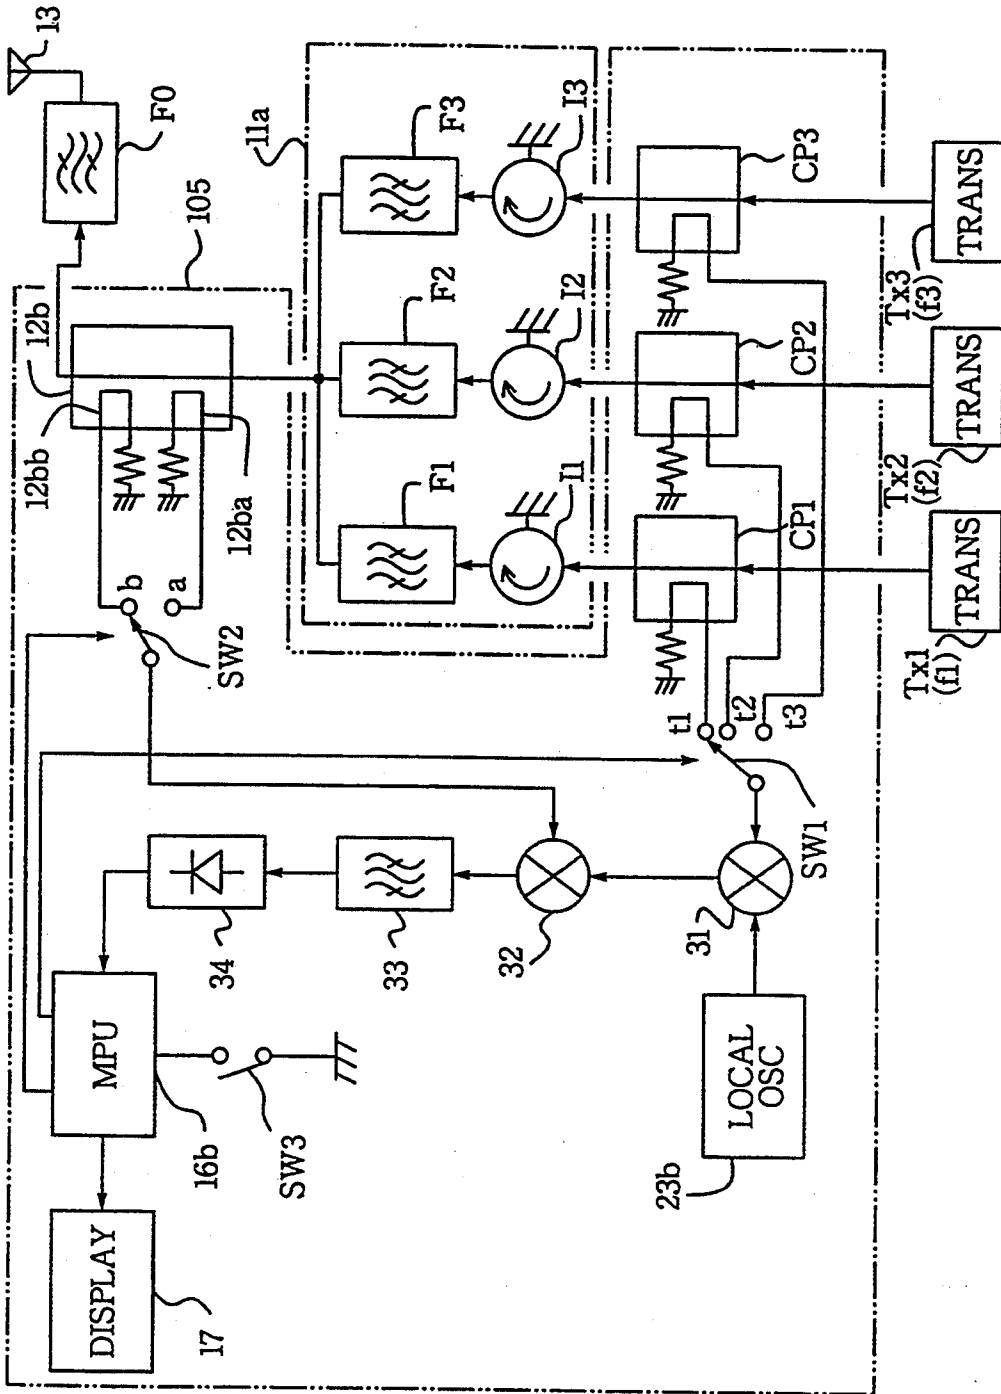 13
F0
105
12b
12bb
12ba
b
a
SW2
11a
F1
F2
F3
I1
I2
I3
CP1
CP2
CP3
TRANS
TRANS
TRANS
Tx1
(f1)
Tx2
(f2)
Tx3
(f3)
t1
t2
t3
SW1
31
32
33
34
MPU
16b
SW3
DISPLAY
17
LOCAL
OSC
23b